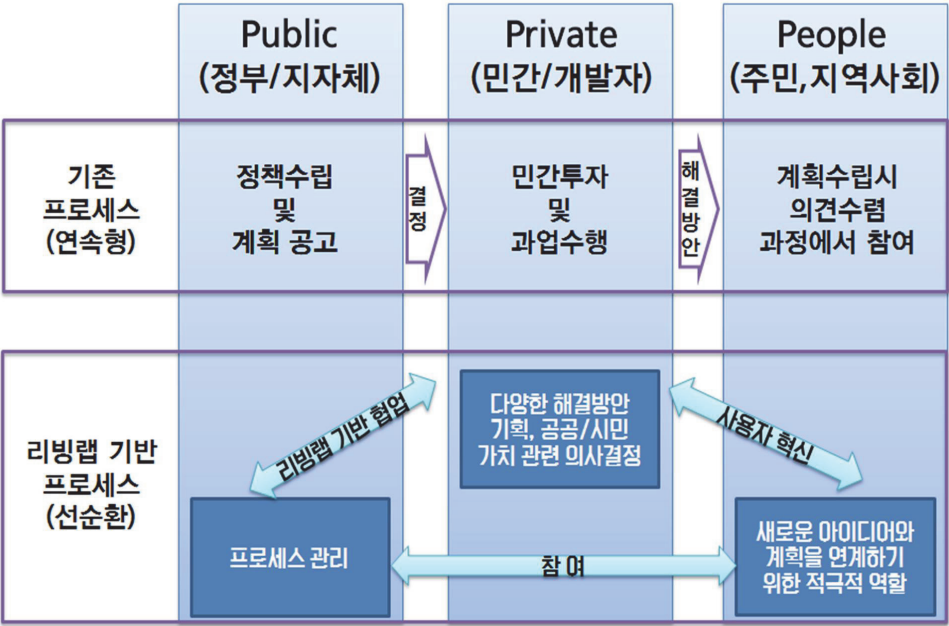 Public
(정부/지자체)
Private
(민간/개발자)
People
(주민,지역사회)
기존
프로세스
(연속형)
정책수립
및
계획 공고
결정
민간투자
및
과업수행
해결방안
계획수립시
의견수렴
과정에서 참여
리빙랩 기반
프로세스
(선순환)
리빙랩 기반 협업
다양한 해결방안
기획, 공공/시민
가치 관련 의사결정
사용자 혁신
프로세스 관리
참여
새로운 아이디어와
계획을 연계하기
위한 적극적 역할